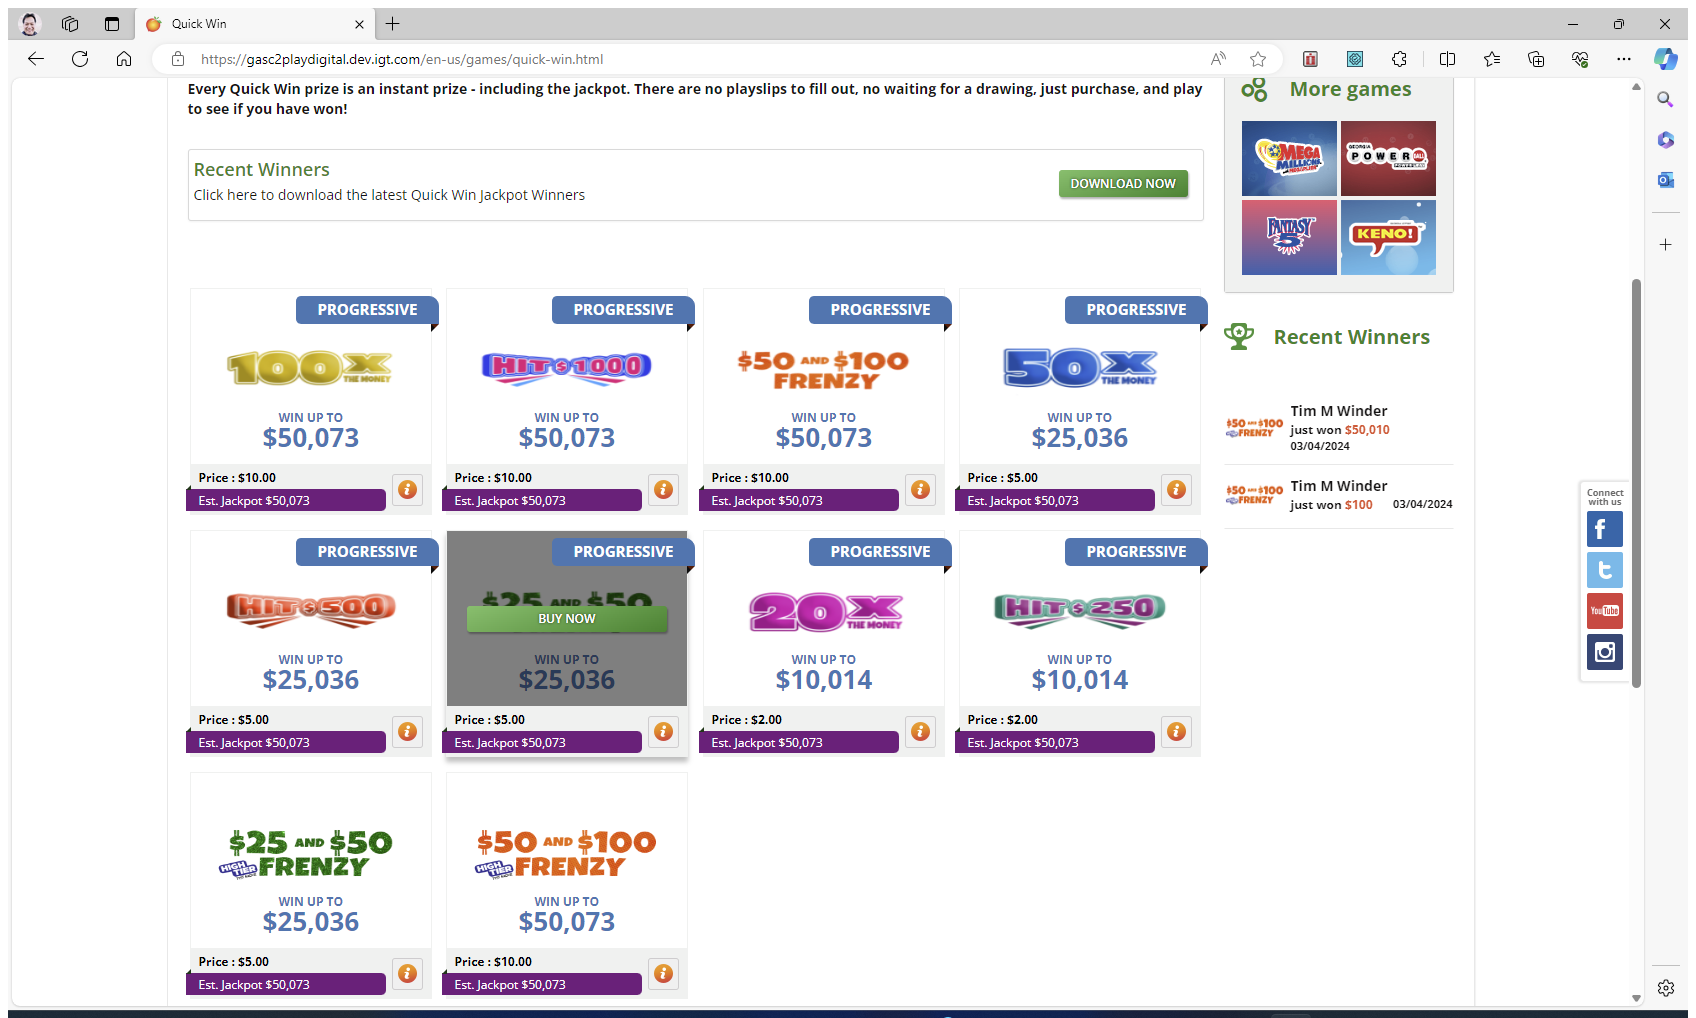 Quick Win
https://gasc2playdigital.dev.igt.com/en-us/games/quick-win.html
Every Quick Win prize is an instant prize - including the jackpot. There are no playslips to fill out, no waiting for a drawing, just purchase, and play
to see if you have won!
Recent Winners
Click here to download the latest Quick Win Jackpot Winners
DOWNLOAD NOW
PROGRESSIVE
100X
THE MONEY
WIN UP TO
$50,073
Price : $10.00
Est. Jackpot $50,073
PROGRESSIVE
HIT $1000
WIN UP TO
$50,073
Price : $10.00
Est. Jackpot $50,073
PROGRESSIVE
$50 AND $100
FRENZY
WIN UP TO
$50,073
Price : $10.00
Est. Jackpot $50,073
PROGRESSIVE
50X
THE MONEY
WIN UP TO
$25,036
Price : $5.00
Est. Jackpot $50,073
PROGRESSIVE
HIT $500
WIN UP TO
$25,036
Price : $5.00
Est. Jackpot $50,073
PROGRESSIVE
$25 AND $50
BUY NOW
WIN UP TO
$25,036
Price : $5.00
Est. Jackpot $50,073
PROGRESSIVE
20X
THE MONEY
WIN UP TO
$10,014
Price : $2.00
Est. Jackpot $50,073
PROGRESSIVE
HIT $250
WIN UP TO
$10,014
Price : $2.00
Est. Jackpot $50,073
$25 AND $50
HIGH TIER FRENZY
WIN UP TO
$25,036
Price : $5.00
Est. Jackpot $50,073
$50 AND $100
HIGH TIER FRENZY
WIN UP TO
$50,073
Price : $10.00
Est. Jackpot $50,073
More games
MEGA
MILLIONS
GEORGIA
POWERBALL
FANTASY
5
KENO!
Recent Winners
$50 AND $100
FRENZY
Tim M Winder
just won $50,010
03/04/2024
$50 AND $100
FRENZY
Tim M Winder
just won $100 03/04/2024
Connect
with us
YouTube